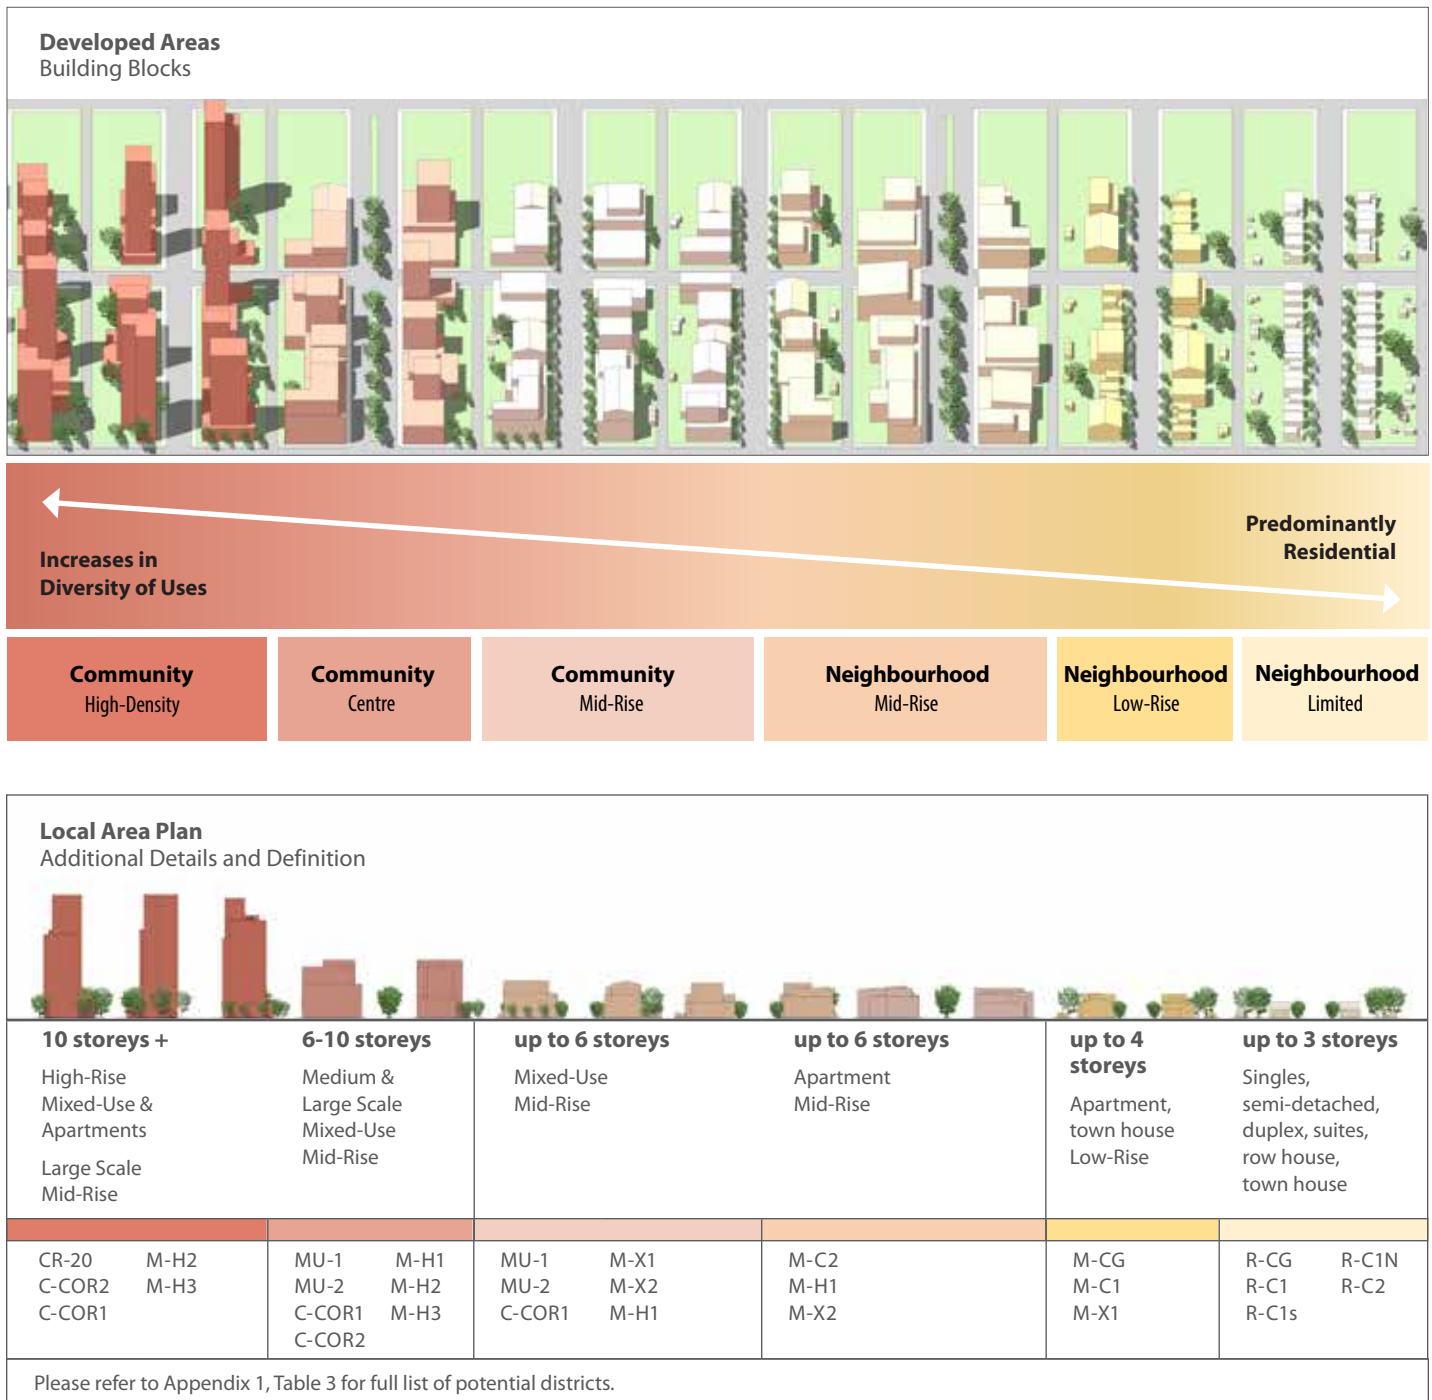 Developed Areas
Building Blocks
Increases in
Diversity of Uses
Predominantly
Residential
Community
High-Density
Community
Centre
Community
Mid-Rise
Neighbourhood
Mid-Rise
Neighbourhood
Low-Rise
Neighbourhood
Limited
Local Area Plan
Additional Details and Definition
10 storeys +
High-Rise
Mixed-Use &
Apartments
Large Scale
Mid-Rise
6-10 storeys
Medium &
Large Scale
Mixed-Use
Mid-Rise
up to 6 storeys
Mixed-Use
Mid-Rise
up to 6 storeys
Apartment
Mid-Rise
up to 4
storeys
Apartment,
town house
Low-Rise
up to 3 storeys
Singles,
semi-detached,
duplex, suites,
row house,
town house
CR-20 M-H2
C-COR2 M-H3
C-COR1
MU-1 M-H1
MU-2 M-H2
C-COR1 M-H3
C-COR2
MU-1 M-X1
MU-2 M-X2
C-COR1 M-H1
M-C2
M-H1
M-X2
M-CG
M-C1
M-X1
R-CG R-C1N
R-C1 R-C2
R-C1s
Please refer to Appendix 1, Table 3 for full list of potential districts.